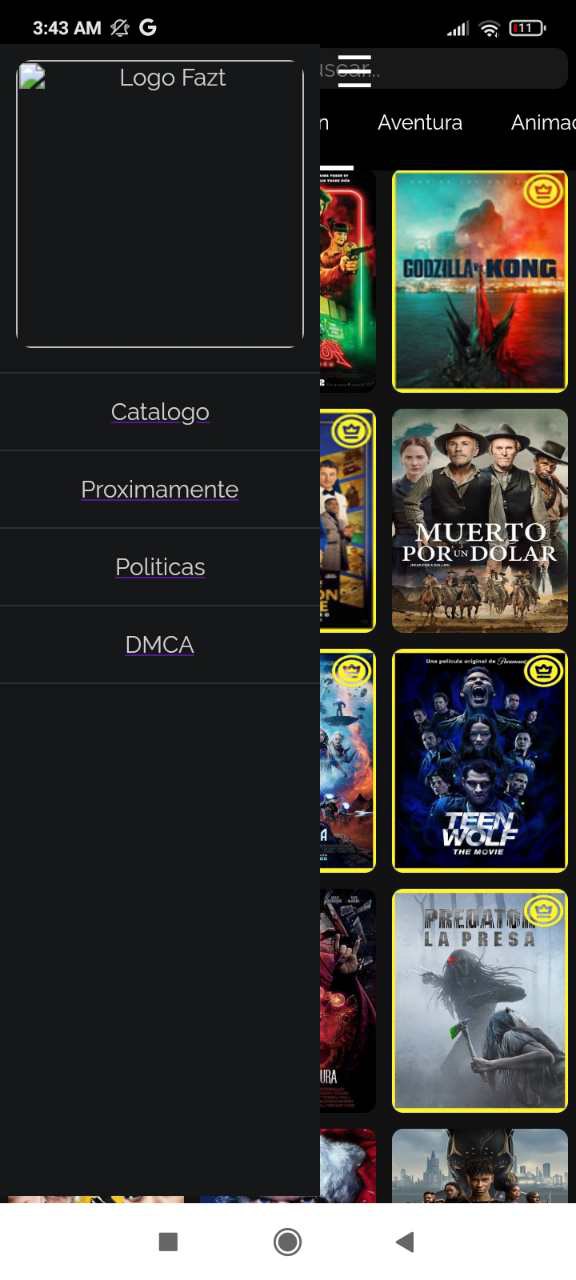 3:43 AM
11
Logo Fazt
uscar...
n
Aventura
Animac
GODZILLA KONG
Catalogo
Proximamente
Politicas
DMCA
MUERTO
POR UN DOLAR
Una película original de Paramount+
TEEN
WOLF
THE MOVIE
PREDATOR
LA PRESA
URA